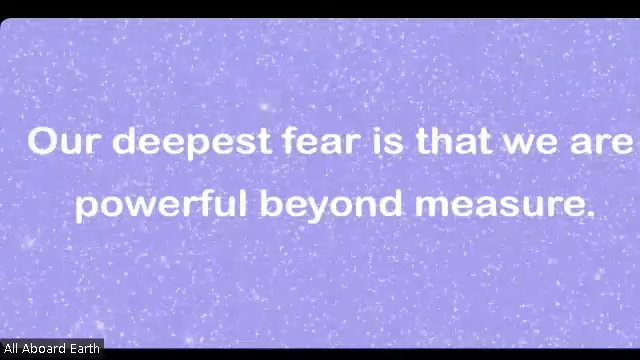 Our deepest fear is that we are
powerful beyond measure.
All Aboard Earth